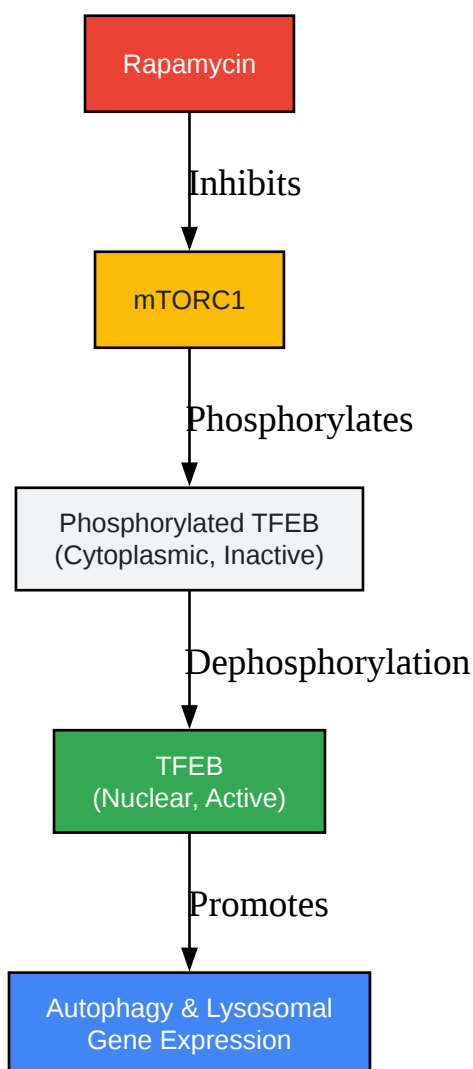 Rapamycin
Inhibits
mTORC1
Phosphorylates
Phosphorylated TFEB
(Cytoplasmic, Inactive)
Dephosphorylation
TFEB
(Nuclear, Active)
Promotes
Autophagy & Lysosomal
Gene Expression